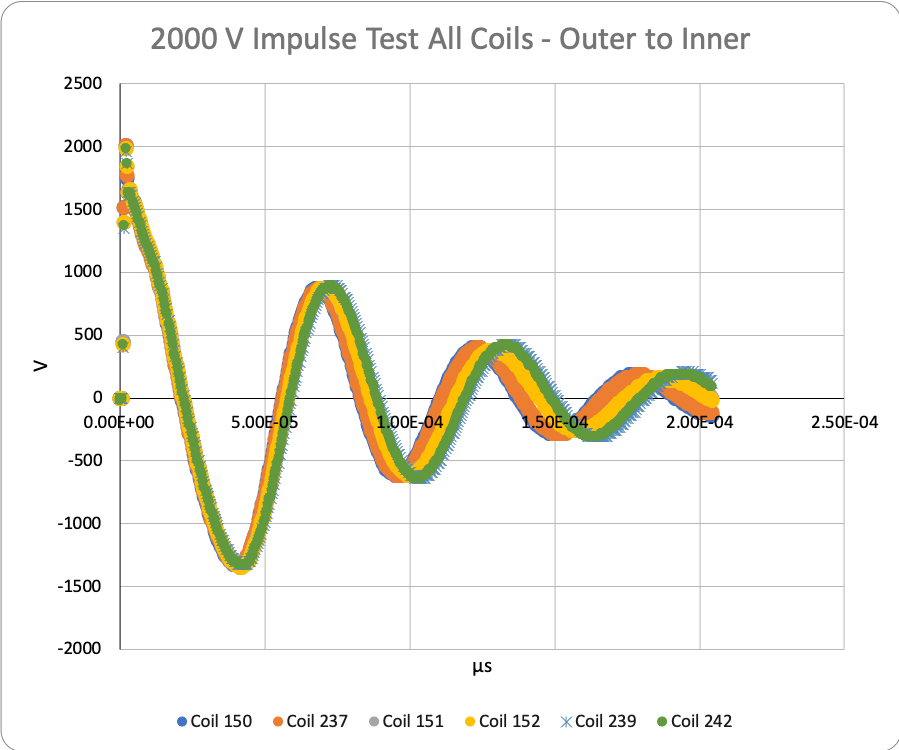 2000 V Impulse Test All Coils - Outer to Inner
2500
2000
1500
1000
500
0
-500
-1000
-1500
-2000
V
0.00E+00 5.00E-05 1.00E-04 1.50E-04 2.00E-04 2.50E-04
µs
Coil 150 Coil 237 Coil 151 Coil 152 Coil 239 Coil 242